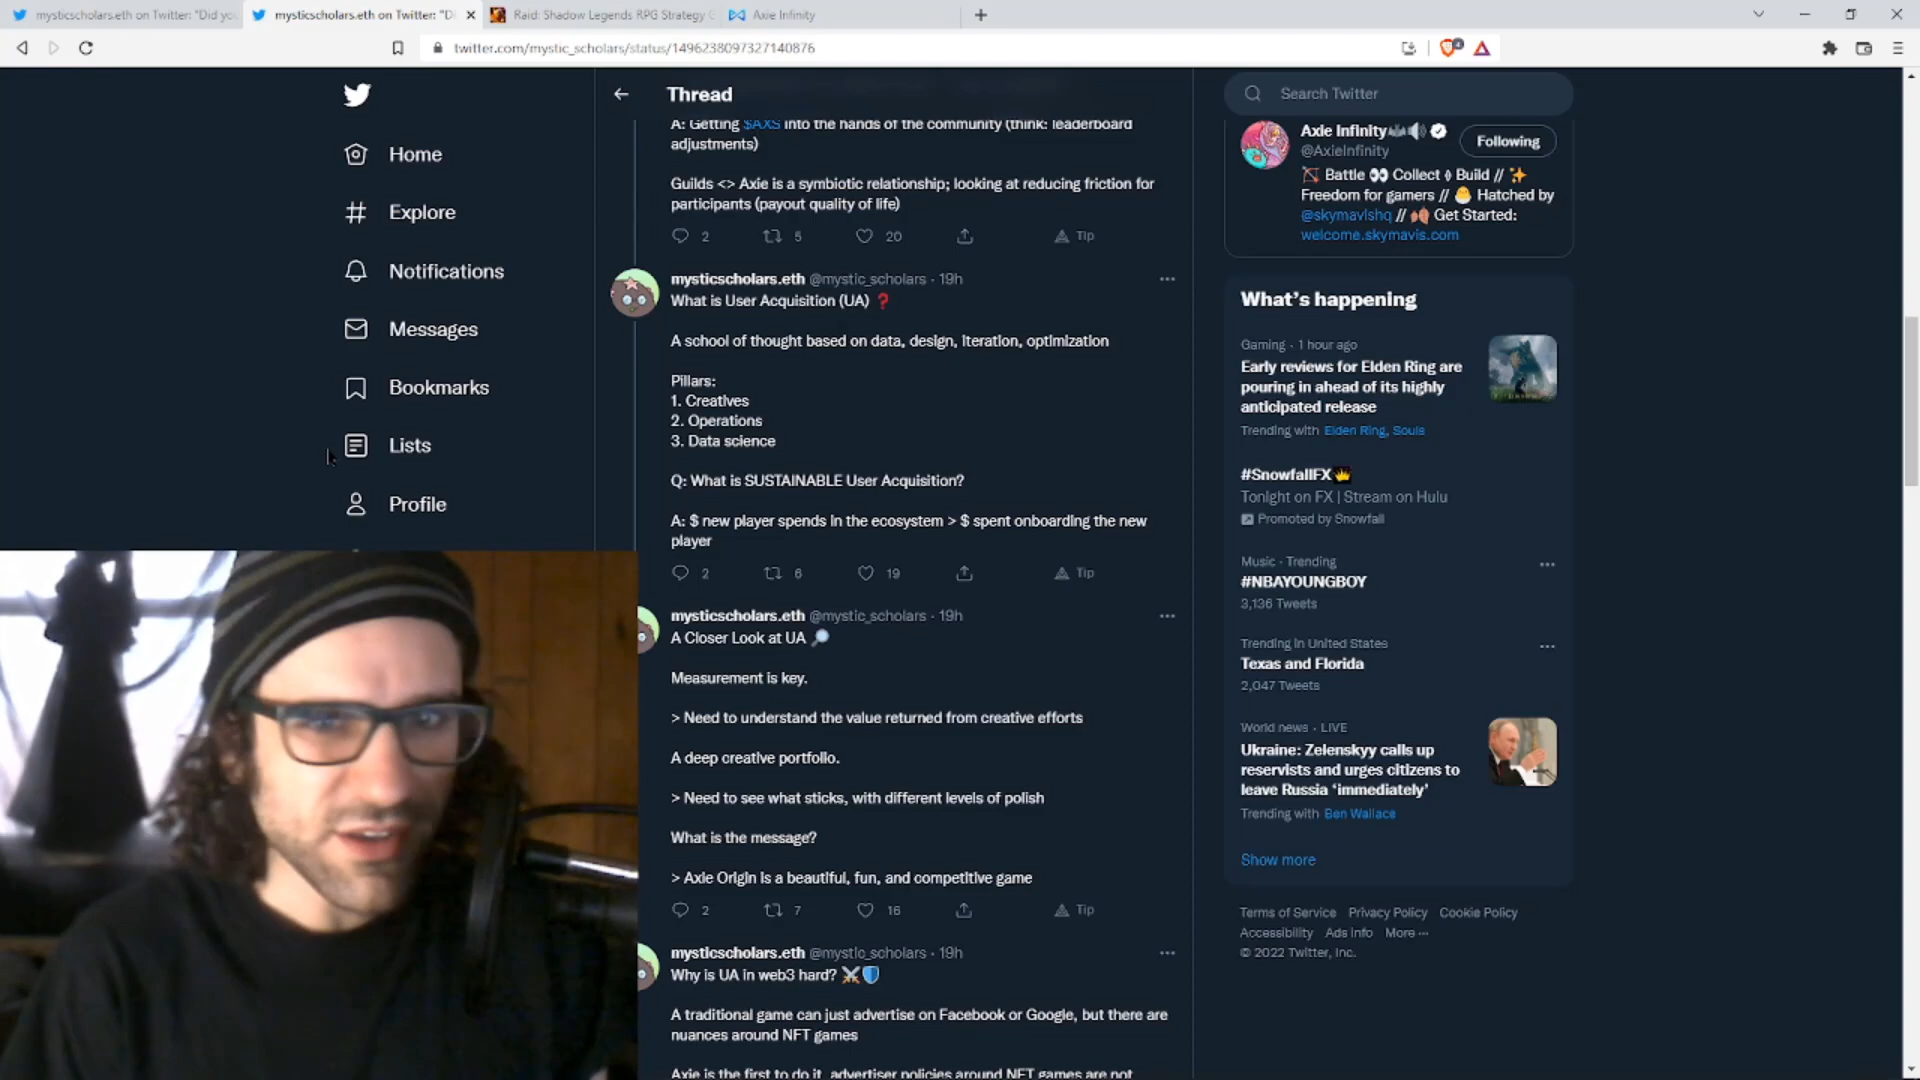 mysticscholars.eth on Twitter: "Did yo
mysticscholars.eth on Twitter: "Di
Raid: Shadow Legends RPG Strategy G
Axie Infinity
twitter.com/mystic_scholars/status/1496238097327140876
Home
Explore
Notifications
Messages
Bookmarks
Lists
Profile
Thread
A: Getting $AXS into the hands of the community (think: leaderboard
adjustments)
Guilds <> Axie is a symbiotic relationship; looking at reducing friction for
participants (payout quality of life)
2 5 20 Tip
mysticscholars.eth @mystic_scholars · 19h
What is User Acquisition (UA) ❓
A school of thought based on data, design, iteration, optimization
Pillars:
1. Creatives
2. Operations
3. Data science
Q: What is SUSTAINABLE User Acquisition?
A: $ new player spends in the ecosystem > $ spent onboarding the new
player
2 6 19 Tip
mysticscholars.eth @mystic_scholars · 19h
A Closer Look at UA 🔎
Measurement is key.
> Need to understand the value returned from creative efforts
A deep creative portfolio.
> Need to see what sticks, with different levels of polish
What is the message?
> Axie Origin is a beautiful, fun, and competitive game
2 7 16 Tip
mysticscholars.eth @mystic_scholars · 19h
Why is UA in web3 hard? ⚔️🛡️
A traditional game can just advertise on Facebook or Google, but there are
nuances around NFT games
Axie is the first to do it, advertiser policies around NFT games are not
Search Twitter
Axie Infinity
@AxieInfinity
Following
Battle 👀 Collect Build // ✨
Freedom for gamers // 🐣 Hatched by
@skymavishq // Get Started:
welcome.skymavis.com
What's happening
Gaming · 1 hour ago
Early reviews for Elden Ring are
pouring in ahead of its highly
anticipated release
Trending with Elden Ring, Souls
#SnowfallFX
Tonight on FX | Stream on Hulu
Promoted by Snowfall
Music · Trending
#NBAYOUNGBOY
3,136 Tweets
Trending in United States
Texas and Florida
2,047 Tweets
World news · LIVE
Ukraine: Zelenskyy calls up
reservists and urges citizens to
leave Russia 'immediately'
Trending with Ben Wallace
Show more
Terms of Service Privacy Policy Cookie Policy
Accessibility Ads info More ···
© 2022 Twitter, Inc.